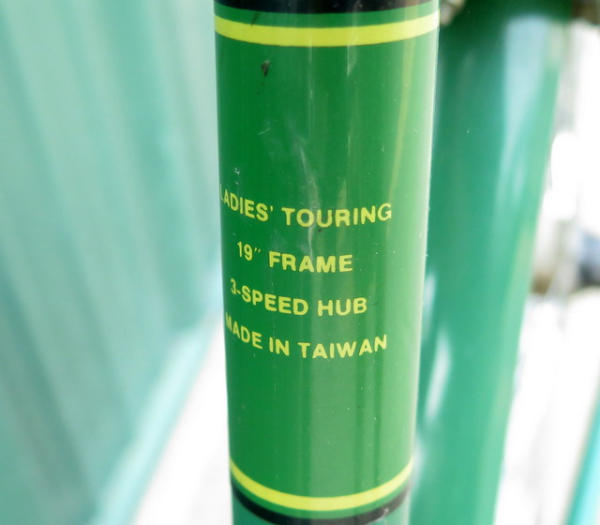 LADIES' TOURING
19" FRAME
3-SPEED HUB
MADE IN TAIWAN